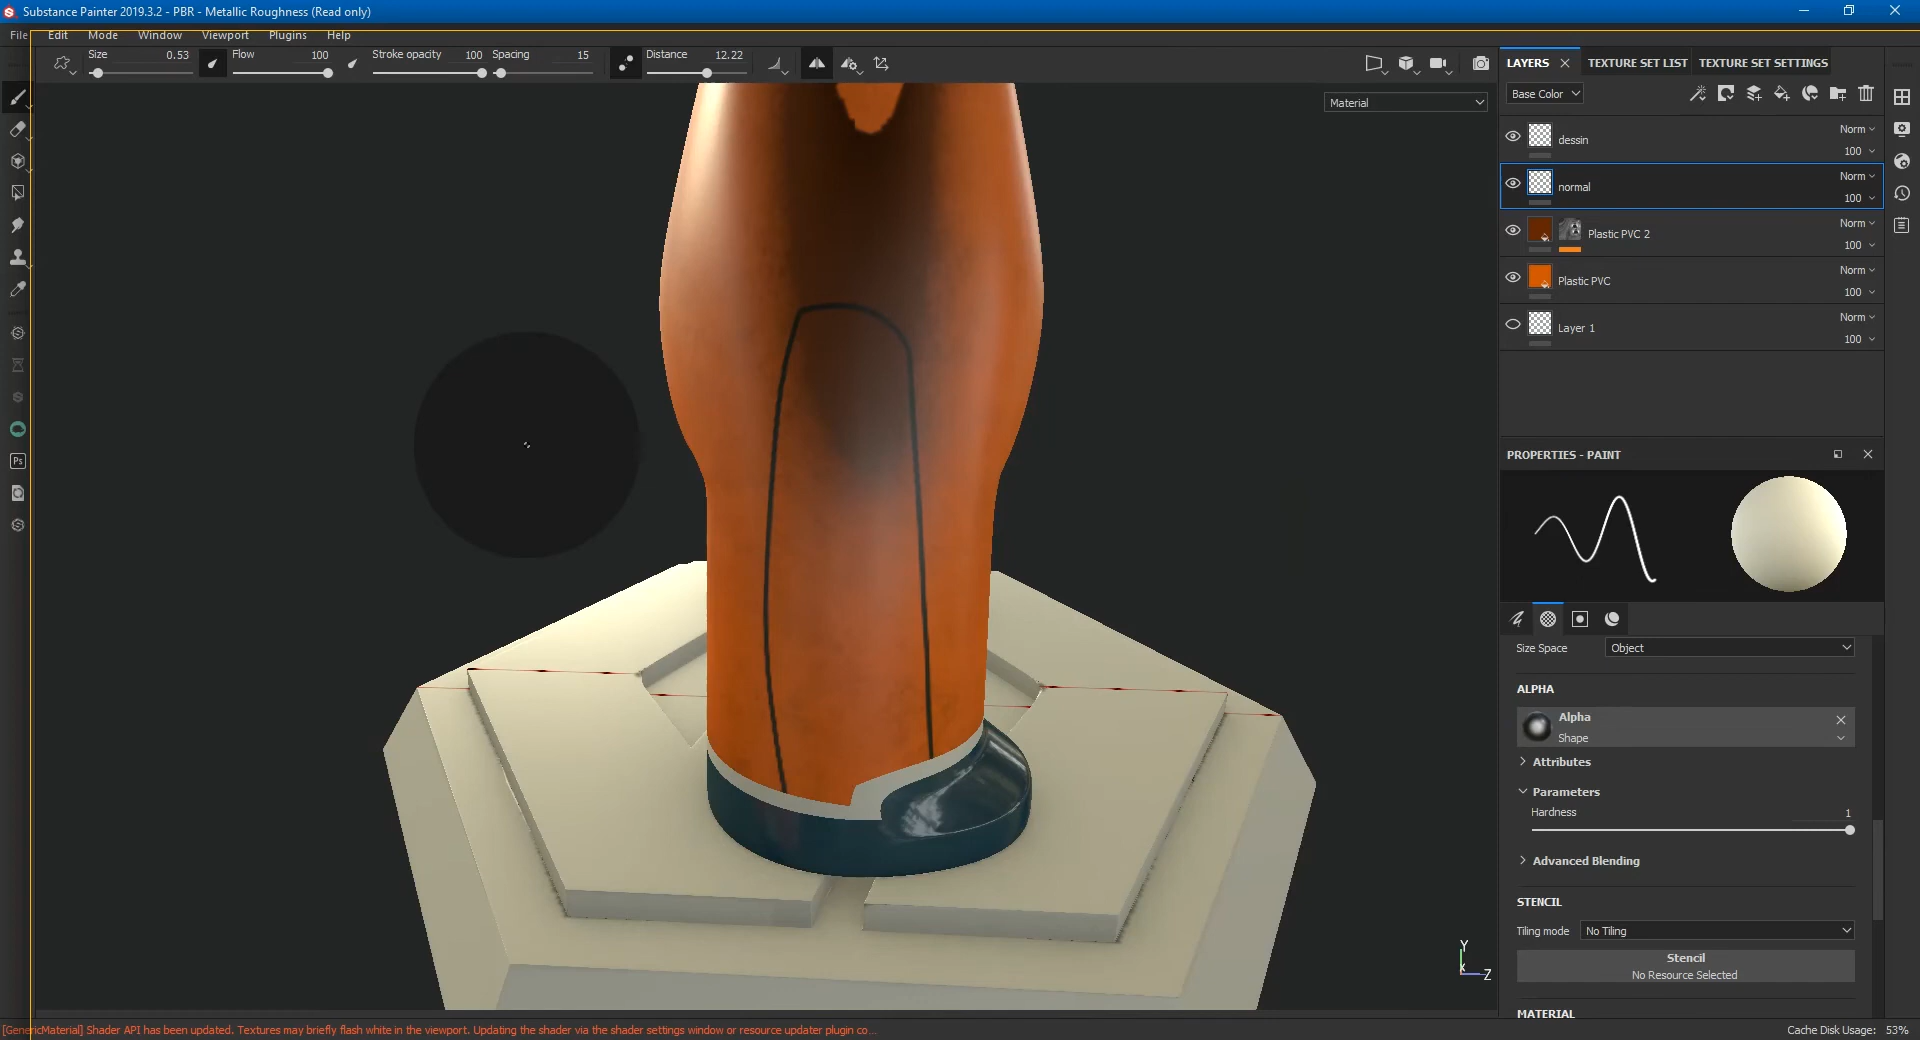 Substance Painter 2019.3.2 - PBR - Metallic Roughness (Read only)
File Edit Mode Window Viewport Plugins Help
Size 0.53 Flow 100 Stroke opacity 100 Spacing 15 Distance 12.22
Material
LAYERS TEXTURE SET LIST TEXTURE SET SETTINGS
Base Color
dessin Norm
100
normal Norm
100
Plastic PVC 2 Norm
100
Plastic PVC Norm
100
Layer 1 Norm
100
PROPERTIES - PAINT
Size Space Object
ALPHA
Alpha
Shape
Attributes
Parameters
Hardness 1
Advanced Blending
STENCIL
Tiling mode No Tiling
Stencil
No Resource Selected
MATERIAL
Ps
Y
X
Z
[GenericMaterial] Shader API has been updated. Textures may briefly flash white in the viewport. Updating the shader via the shader settings window or resource updater plugin co...
Cache Disk Usage: 53%